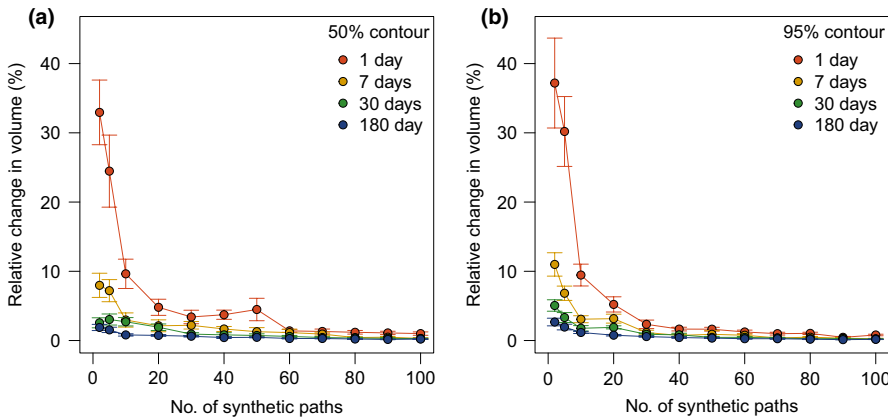 (a)
50% contour
1 day
7 days
30 days
180 day
Relative change in volume (%)
40
30
20
10
0
0 20 40 60 80 100
No. of synthetic paths
(b)
95% contour
1 day
7 days
30 days
180 day
Relative change in volume (%)
40
30
20
10
0
0 20 40 60 80 100
No. of synthetic paths